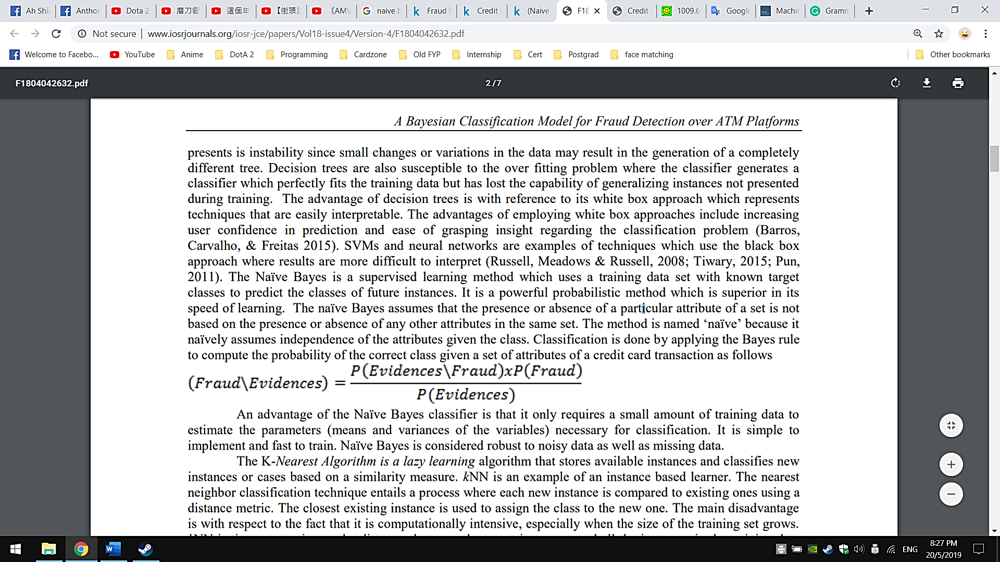 Ah Shi
Anthor
Dota 2
磨刀霍
這個年
【街頭
《AMV
naive b
Fraud D
Credit
(Naive
F18
Credit
1009.6
Google
Machin
Gramm
Not secure | www.iosrjournals.org/iosr-jce/papers/Vol18-issue4/Version-4/F1804042632.pdf
Welcome to Facebo... YouTube Anime DotA 2 Programming Cardzone Old FYP Internship Cert Postgrad face matching Other bookmarks
F1804042632.pdf 2 / 7
A Bayesian Classification Model for Fraud Detection over ATM Platforms
presents is instability since small changes or variations in the data may result in the generation of a completely
different tree. Decision trees are also susceptible to the over fitting problem where the classifier generates a
classifier which perfectly fits the training data but has lost the capability of generalizing instances not presented
during training. The advantage of decision trees is with reference to its white box approach which represents
techniques that are easily interpretable. The advantages of employing white box approaches include increasing
user confidence in prediction and ease of grasping insight regarding the classification problem (Barros,
Carvalho, & Freitas 2015). SVMs and neural networks are examples of techniques which use the black box
approach where results are more difficult to interpret (Russell, Meadows & Russell, 2008; Tiwary, 2015; Pun,
2011). The Naïve Bayes is a supervised learning method which uses a training data set with known target
classes to predict the classes of future instances. It is a powerful probabilistic method which is superior in its
speed of learning. The naïve Bayes assumes that the presence or absence of a particular attribute of a set is not
based on the presence or absence of any other attributes in the same set. The method is named ‘naïve’ because it
naïvely assumes independence of the attributes given the class. Classification is done by applying the Bayes rule
to compute the probability of the correct class given a set of attributes of a credit card transaction as follows
P(Evidences\Fraud)xP(Fraud)
(Fraud\Evidences) =
P(Evidences)
An advantage of the Naïve Bayes classifier is that it only requires a small amount of training data to
estimate the parameters (means and variances of the variables) necessary for classification. It is simple to
implement and fast to train. Naïve Bayes is considered robust to noisy data as well as missing data.
The K-Nearest Algorithm is a lazy learning algorithm that stores available instances and classifies new
instances or cases based on a similarity measure. kNN is an example of an instance based learner. The nearest
neighbor classification technique entails a process where each new instance is compared to existing ones using a
distance metric. The closest existing instance is used to assign the class to the new one. The main disadvantage
is with respect to the fact that it is computationally intensive, especially when the size of the training set grows.
ENG
8:27 PM
20/5/2019